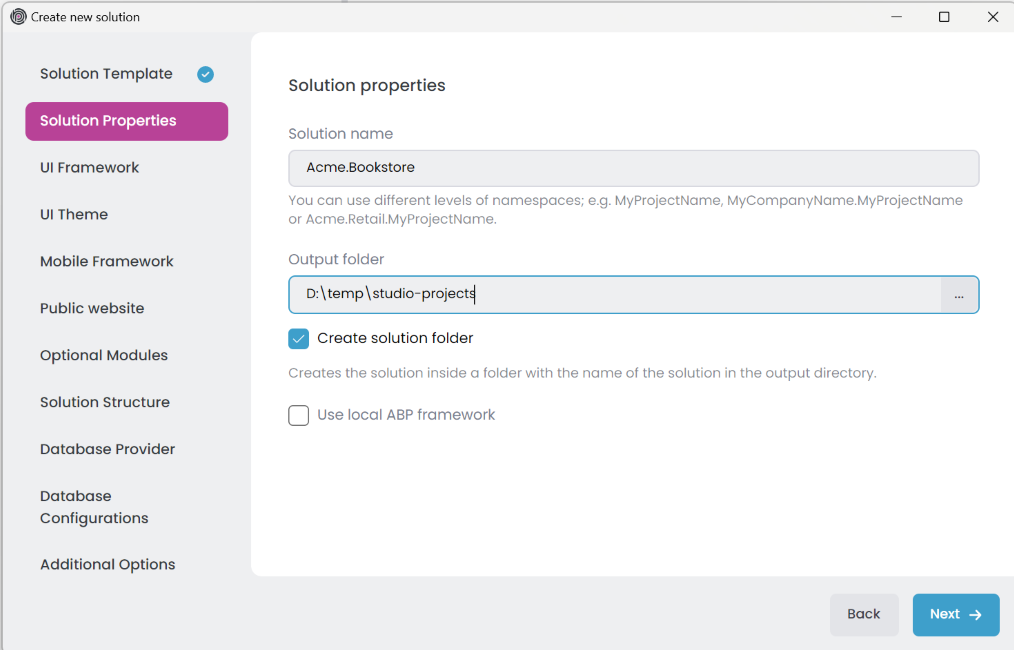 Create new solution
Solution Template
Solution Properties
UI Framework
UI Theme
Mobile Framework
Public website
Optional Modules
Solution Structure
Database Provider
Database
Configurations
Additional Options
Solution properties
Solution name
Acme.Bookstore
You can use different levels of namespaces; e.g. MyProjectName, MyCompanyName.MyProjectName
or Acme.Retail.MyProjectName.
Output folder
D:\temp\studio-projects
...
Create solution folder
Creates the solution inside a folder with the name of the solution in the output directory.
Use local ABP framework
Back
Next →